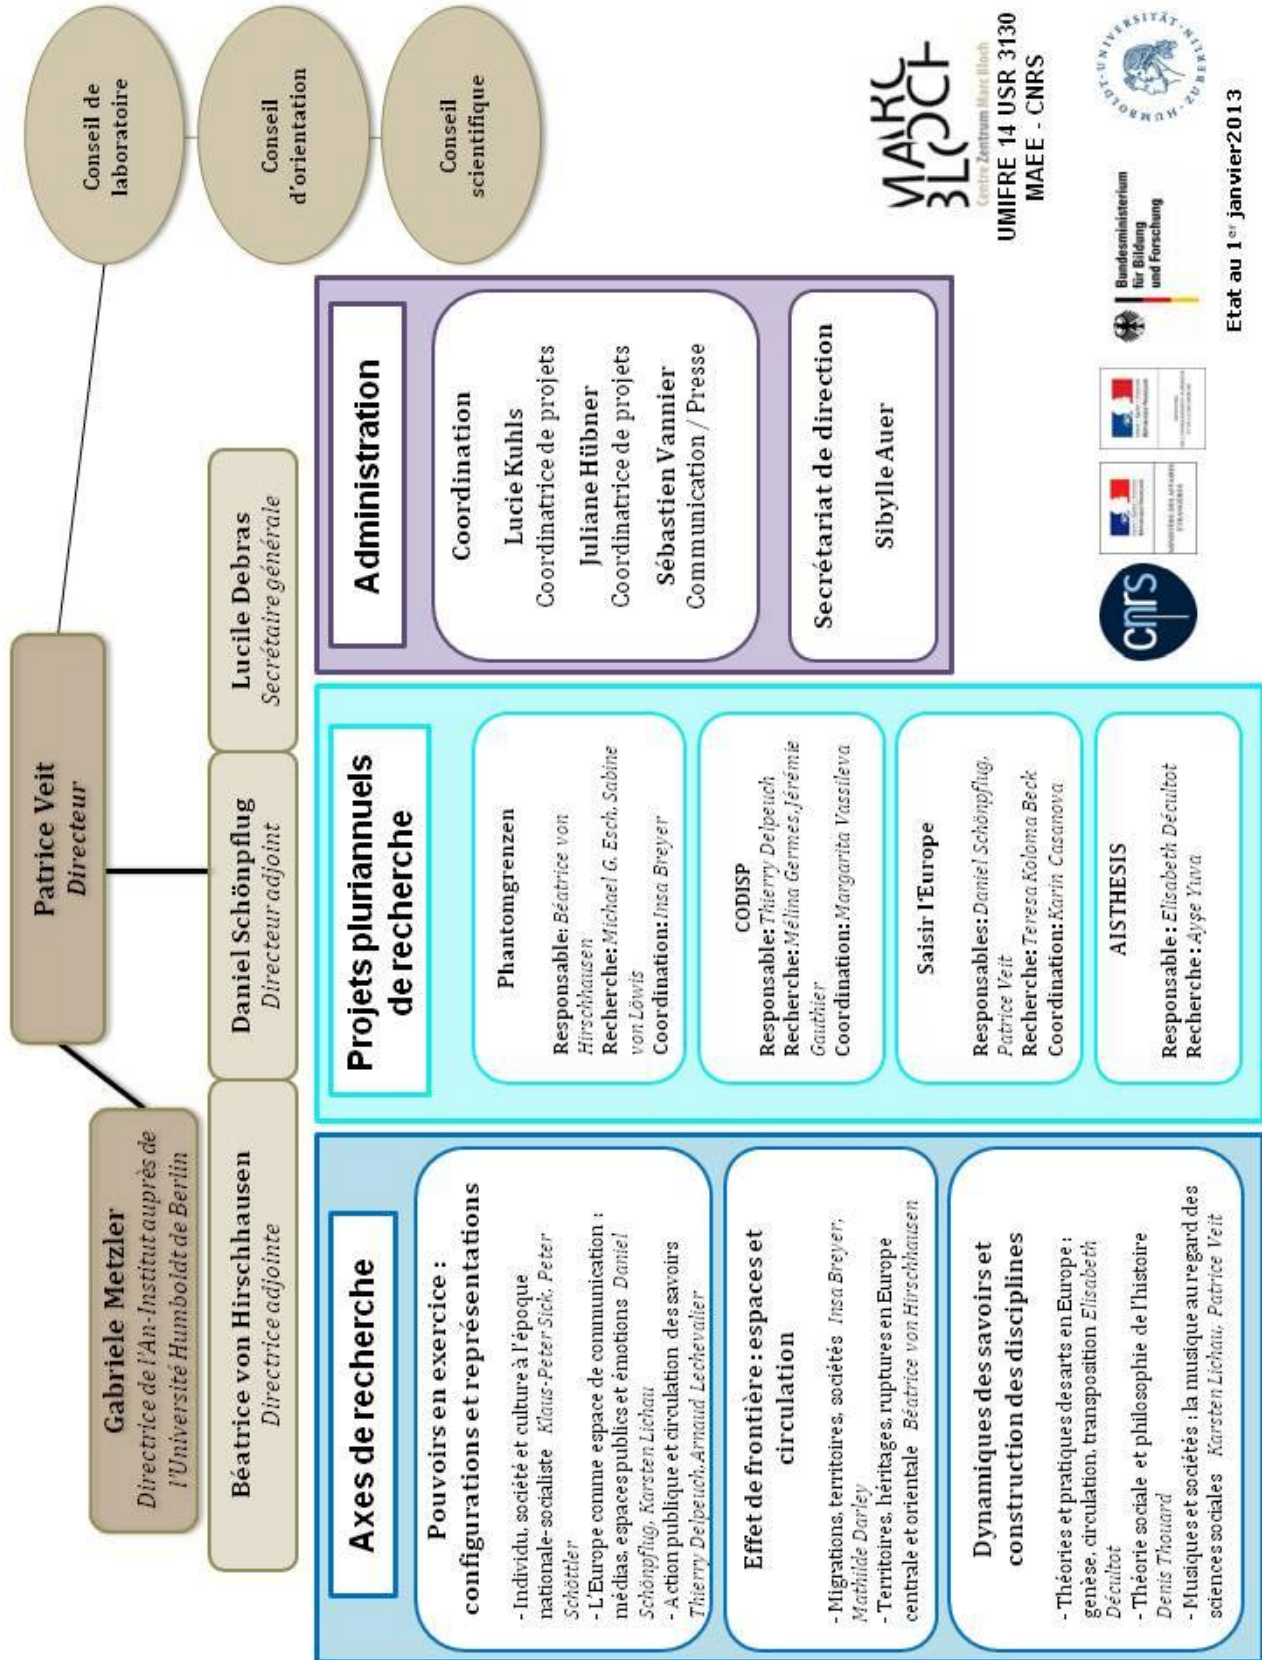 Patrice Veit
Directeur
Gabriele Metzler
Directrice de l'An-Institut auprès de
l'Université Humboldt de Berlin
Béatrice von Hirschhausen
Directrice adjointe
Daniel Schönpflug
Directeur adjoint
Lucile Debras
Secrétaire générale
Conseil de
laboratoire
Conseil
d'orientation
Conseil
scientifique
Axes de recherche
Pouvoirs en exercice :
configurations et représentations
- Individu, société et culture à l'époque
nationale-socialiste Klaus-Peter Sick, Peter
Schöttler
- L'Europe comme espace de communication :
médias, espaces publics et émotions Daniel
Schönpflug, Karsten Lichau
- Action publique et circulation des savoirs
Thierry Delpeuch, Arnaud Lechevalier
Effet de frontière : espaces et
circulation
- Migrations, territoires, sociétés Insa Breyer,
Mathilde Darley
- Territoires, héritages, ruptures en Europe
centrale et orientale Béatrice von Hirschhausen
Dynamiques des savoirs et
construction des disciplines
- Théories et pratiques des arts en Europe :
genèse, circulation, transposition Elisabeth
Décultot
- Théorie sociale et philosophie de l'histoire
Denis Thouard
- Musiques et sociétés : la musique au regard des
sciences sociales Karsten Lichau, Patrice Veit
Projets pluriannuels
de recherche
Phantomgrenzen
Responsable: Béatrice von
Hirschhausen
Recherche: Michael G. Esch, Sabine
von Löwis
Coordination: Insa Breyer
CODISP
Responsable: Thierry Delpeuch
Recherche: Mélina Germes, Jérémie
Gauthier
Coordination: Margarita Vassileva
Saisir l'Europe
Responsables: Daniel Schönpflug,
Patrice Veit
Recherche: Teresa Koloma Beck
Coordination: Karin Casanova
AISTHESIS
Responsable : Elisabeth Décultot
Recherche : Ayşe Yuva
Administration
Coordination
Lucie Kuhls
Coordinatrice de projets
Juliane Hübner
Coordinatrice de projets
Sébastien Vannier
Communication / Presse
Secrétariat de direction
Sibylle Auer
MARC
BLOCH
Centre Zentrum Marc Bloch
UMIFRE 14 USR 3130
MAEE - CNRS
cnrs
MINISTÈRE DES AFFAIRES
ÉTRANGÈRES
Bundesministerium
für Bildung
und Forschung
HUMBOLDT-UNIVERSITÄT ZU BERLIN
Etat au 1er janvier2013